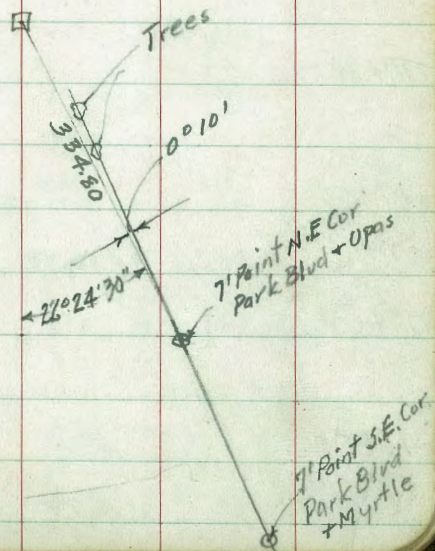 Trees
0°10'
334.80
22°24'30"
7' Point N.E Cor
Park Blvd + Upas
7' Point S.E. Cor.
Park Blvd
+ Myrtle